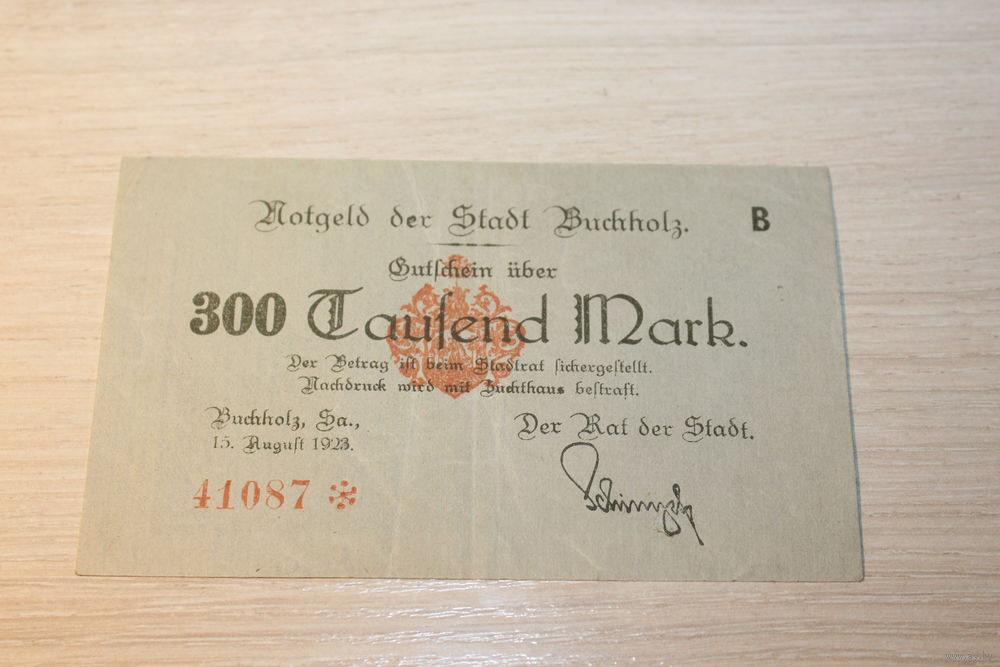 Notgeld der Stadt Buchholz. B
Gutſchein über
300 Tauſend Mark.
Der Betrag iſt beim Stadtrat ſichergeſtellt.
Nachdruck wird mit Zuchthaus beſtraft.
Buchholz, Sa., Der Rat der Stadt.
15. Auguſt 1923.
41087